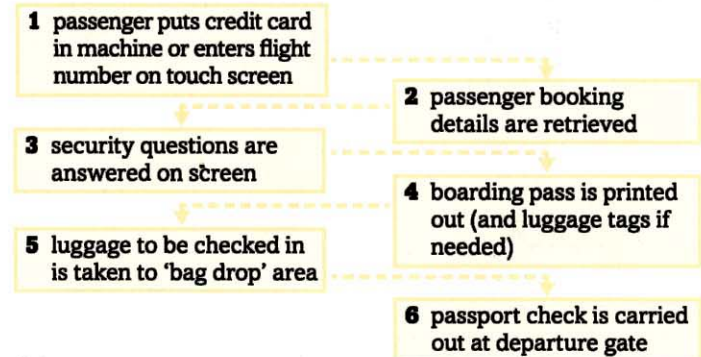 1 passenger puts credit card
in machine or enters flight
number on touch screen
2 passenger booking
details are retrieved
3 security questions are
answered on screen
4 boarding pass is printed
out (and luggage tags if
needed)
5 luggage to be checked in
is taken to ‘bag drop’ area
6 passport check is carried
out at departure gate